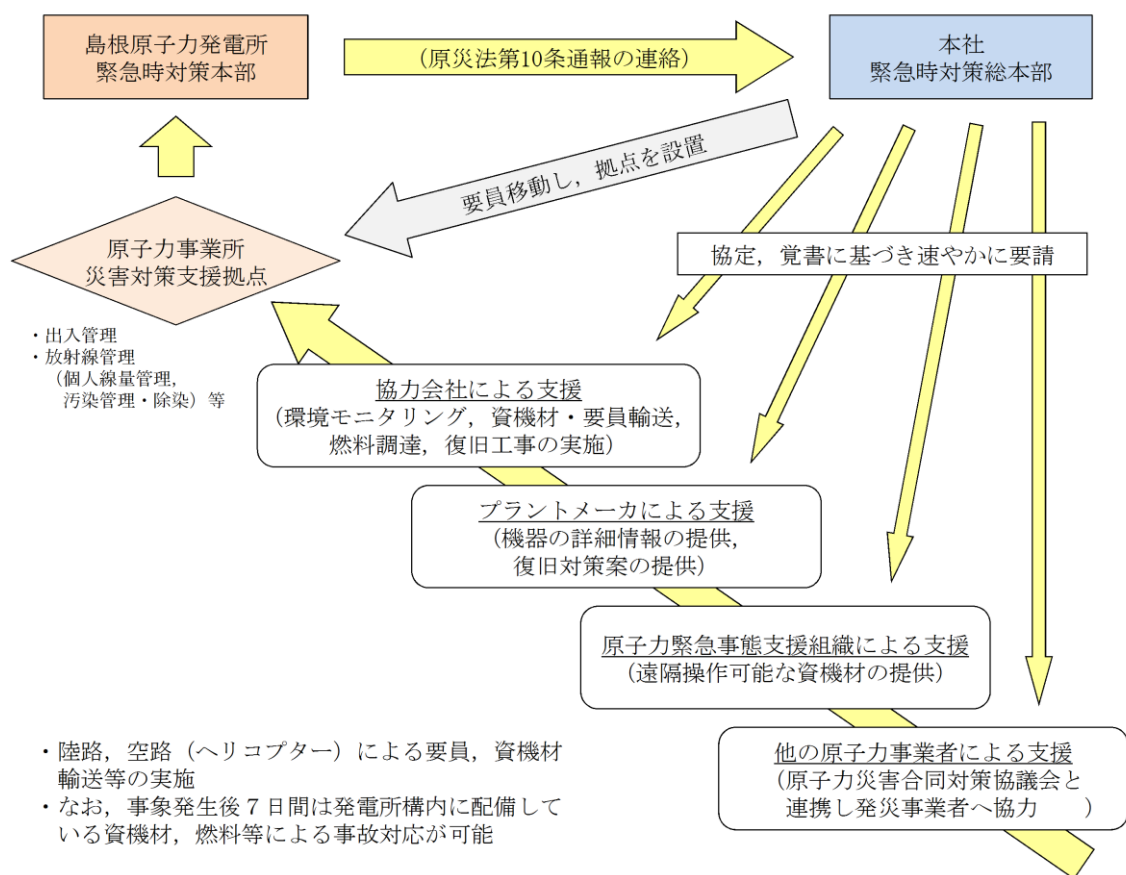 島根原子力発電所
緊急時対策本部
(原災法第10条通報の連絡)
本社
緊急時対策総本部
要員移動し，拠点を設置
原子力事業所
災害対策支援拠点
・出入管理
・放射線管理
（個人線量管理，
汚染管理・除染）等
協定，覚書に基づき速やかに要請
協力会社による支援
（環境モニタリング，資機材・要員輸送，
燃料調達，復旧工事の実施）
プラントメーカによる支援
（機器の詳細情報の提供，
復旧対策案の提供）
原子力緊急事態支援組織による支援
（遠隔操作可能な資機材の提供）
他の原子力事業者による支援
（原子力災害合同対策協議会と
連携し発災事業者へ協力　　）
・陸路，空路（ヘリコプター）による要員，資機材
輸送等の実施
・なお，事象発生後７日間は発電所構内に配備して
いる資機材，燃料等による事故対応が可能